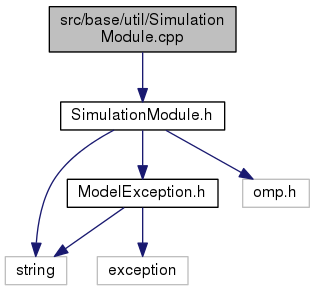 src/base/util/Simulation
Module.cpp
SimulationModule.h
ModelException.h
omp.h
string
exception